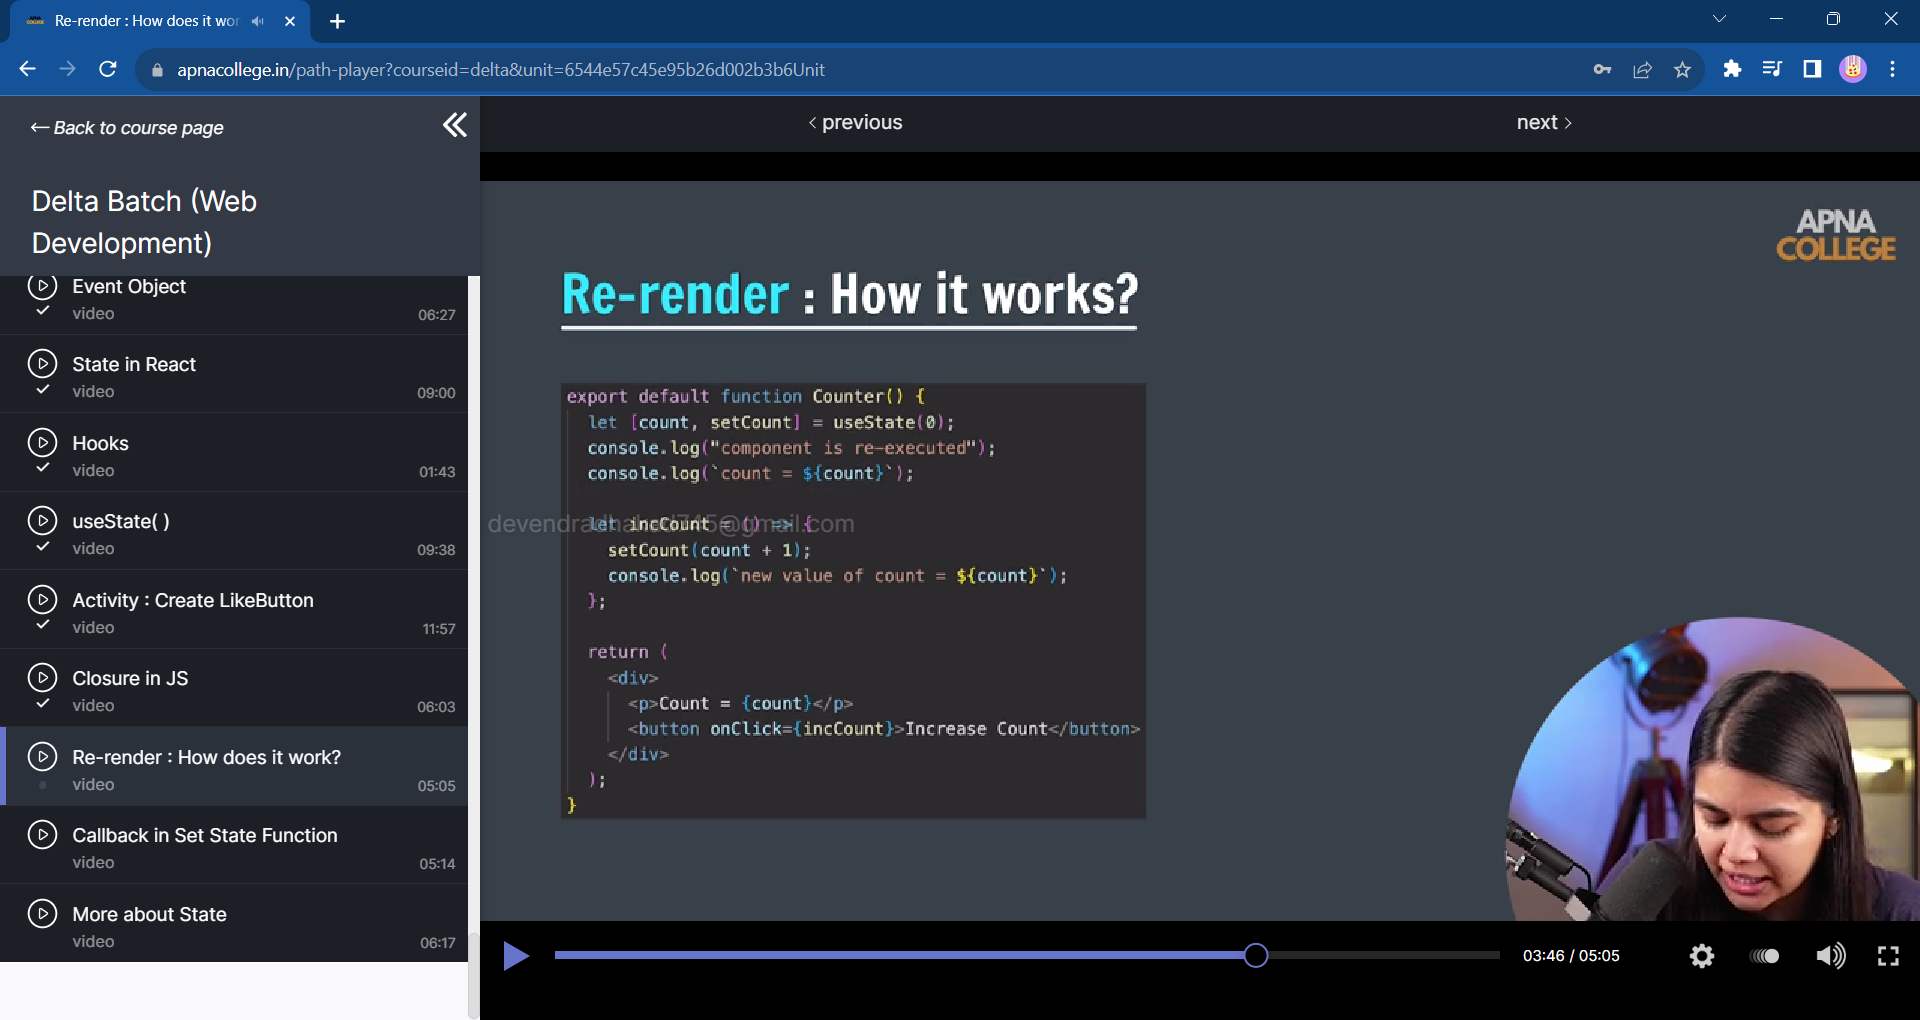 Re-render : How does it wor
apnacollege.in/path-player?courseid=delta&unit=6544e57c45e95b26d002b3b6Unit
← Back to course page
Delta Batch (Web
Development)
Event Object
video 06:27
State in React
video 09:00
Hooks
video 01:43
useState( )
video 09:38
Activity : Create LikeButton
video 11:57
Closure in JS
video 06:03
Re-render : How does it work?
video 05:05
Callback in Set State Function
video 05:14
More about State
video 06:17
< previous
next >
APNA
COLLEGE
Re-render : How it works?
export default function Counter() {
let [count, setCount] = useState(0);
console.log("component is re-executed");
console.log(`count = ${count}`);
let incCount = () => {
setCount(count + 1);
console.log(`new value of count = ${count}`);
};
return (
<div>
<p>Count = {count}</p>
<button onClick={incCount}>Increase Count</button>
</div>
);
}
03:46 / 05:05